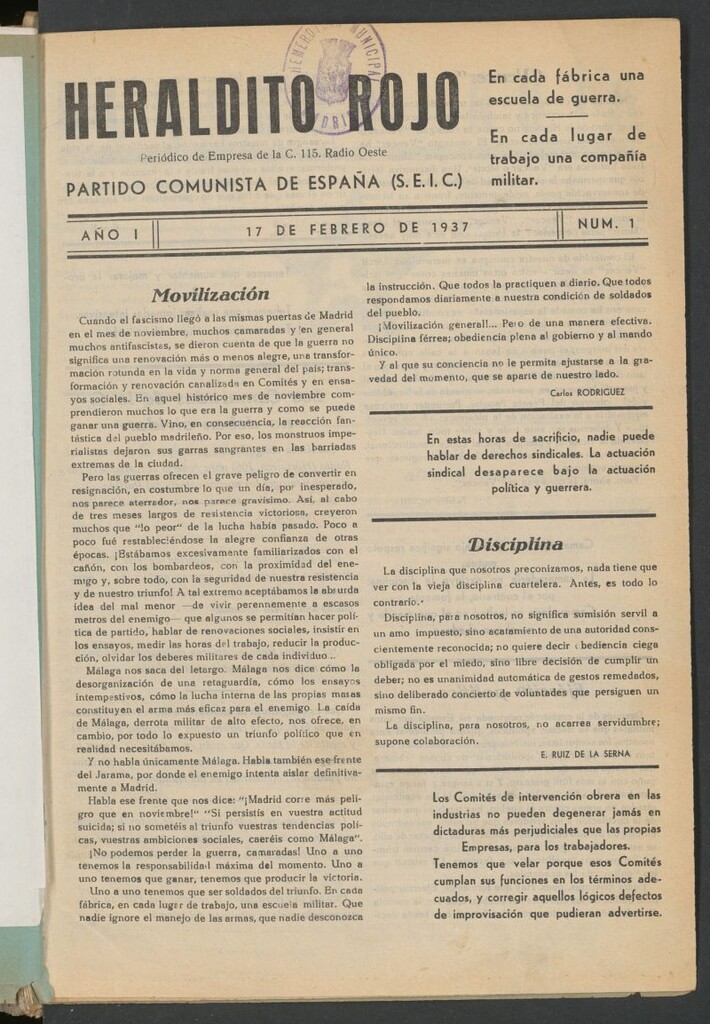 HEMEROTECA MUNICIPAL
MADRID
HERALDITO ROJO
Periódico de Empresa de la C. 115. Radio Oeste
PARTIDO COMUNISTA DE ESPAÑA (S. E. I. C.)
En cada fábrica una
escuela de guerra.
En cada lugar de
trabajo una compañía
militar.
AÑO I
17 DE FEBRERO DE 1937
NUM. 1
Movilización
Cuando el fascismo llegó a las mismas puertas de Madrid
en el mes de noviembre, muchos camaradas y en general
muchos antifascistas, se dieron cuenta de que la guerra no
significa una renovación más o menos alegre, una transfor-
mación rotunda en la vida y norma general del país; trans-
formación y renovación canalizada en Comités y en ensa-
yos sociales. En aquel histórico mes de noviembre com-
prendieron muchos lo que era la guerra y como se puede
ganar una guerra. Vino, en consecuencia, la reacción fan-
tástica del pueblo madrileño. Por eso, los monstruos impe-
rialistas dejaron sus garras sangrantes en las barriadas
extremas de la ciudad.
Pero las guerras ofrecen el grave peligro de convertir en
resignación, en costumbre lo que un día, por inesperado,
nos parece aterrador, nos parece gravísimo. Así, al cabo
de tres meses largos de resistencia victoriosa, creyeron
muchos que "lo peor" de la lucha había pasado. Poco a
poco fué restableciéndose la alegre confianza de otras
épocas. ¡Estábamos excesivamente familiarizados con el
cañón, con los bombardeos, con la proximidad del ene-
migo y, sobre todo, con la seguridad de nuestra resistencia
y de nuestro triunfo! A tal extremo aceptábamos la absurda
idea del mal menor —de vivir perennemente a escasos
metros del enemigo— que algunos se permitían hacer polí-
tica de partido, hablar de renovaciones sociales, insistir en
los ensayos, medir las horas del trabajo, reducir la produc-
ción, olvidar los deberes militares de cada individuo ..
Málaga nos saca del letargo. Málaga nos dice cómo la
desorganización de una retaguardia, cómo los ensayos
intempestivos, cómo la lucha interna de las propias masas
constituyen el arma más eficaz para el enemigo. La caída
de Málaga, derrota militar de alto efecto, nos ofrece, en
cambio, por todo lo expuesto un triunfo político que en
realidad necesitábamos.
Y no habla únicamente Málaga. Habla también ese frente
del Jarama, por donde el enemigo intenta aislar definitiva-
mente a Madrid.
Habla ese frente que nos dice: "¡Madrid corre más peli-
gro que en noviembre!" "Si persistís en vuestra actitud
suicida; si no sometéis al triunfo vuestras tendencias polí-
cas, vuestras ambiciones sociales, caeréis como Málaga".
¡No podemos perder la guerra, camaradas! Uno a uno
tenemos la responsabilidad máxima del momento. Uno a
uno tenemos que ganar, tenemos que producir la victoria.
Uno a uno tenemos que ser soldados del triunfo. En cada
fábrica, en cada lugar de trabajo, una escuela militar. Que
nadie ignore el manejo de las armas, que nadie desconozca
la instrucción. Que todos la practiquen a diario. Que todos
respondamos diariamente a nuestra condición de soldados
del pueblo.
¡Movilización general!... Pero de una manera efectiva.
Disciplina férrea; obediencia plena al gobierno y al mando
único.
Y al que su conciencia no le permita ajustarse a la gra-
vedad del momento, que se aparte de nuestro lado.
Carlos RODRIGUEZ
En estas horas de sacrificio, nadie puede
hablar de derechos sindicales. La actuación
sindical desaparece bajo la actuación
política y guerrera.
Disciplina
La disciplina que nosotros preconizamos, nada tiene que
ver con la vieja disciplina cuartelera. Antes, es todo lo
contrario.
Disciplina, para nosotros, no significa sumisión servil a
un amo impuesto, sino acatamiento de una autoridad cons-
cientemente reconocida; no quiere decir bediencia ciega
obligada por el miedo, sino libre decisión de cumplir un
deber; no es unanimidad automática de gestos remedados,
sino deliberado concierto de voluntades que persiguen un
mismo fin.
La disciplina, para nosotros, no acarrea servidumbre;
supone colaboración.
E. RUIZ DE LA SERNA
Los Comités de intervención obrera en las
industrias no pueden degenerar jamás en
dictaduras más perjudiciales que las propias
Empresas, para los trabajadores.
Tenemos que velar porque esos Comités
cumplan sus funciones en los términos ade-
cuados, y corregir aquellos lógicos defectos
de improvisación que pudieran advertirse.